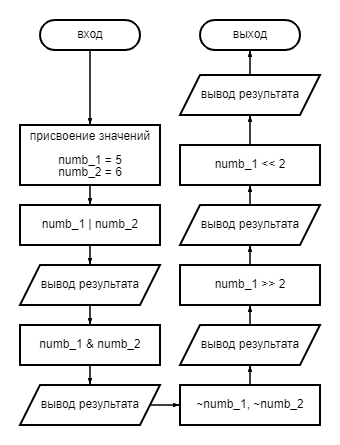 вход
присвоение значений
numb_1 = 5
numb_2 = 6
numb_1 | numb_2
вывод результата
numb_1 & numb_2
вывод результата
~numb_1, ~numb_2
вывод результата
numb_1 >> 2
вывод результата
numb_1 << 2
вывод результата
выход